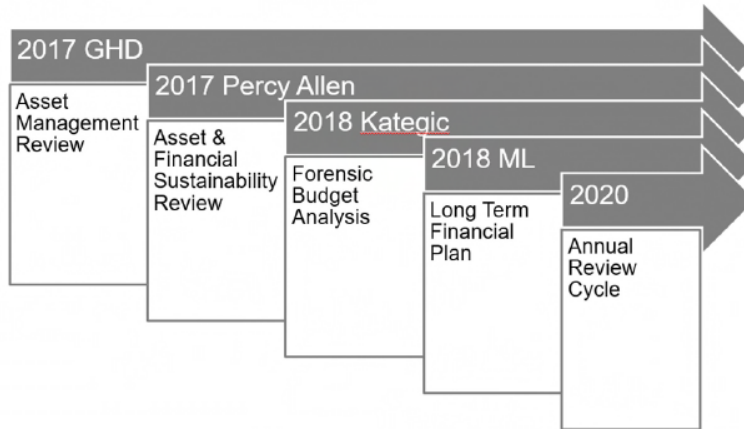 2017 GHD
Asset
Management
Review
2017 Percy Allen
Asset &
Financial
Sustainability
Review
2018 Kategic
Forensic
Budget
Analysis
2018 ML
Long Term
Financial
Plan
2020
Annual
Review
Cycle